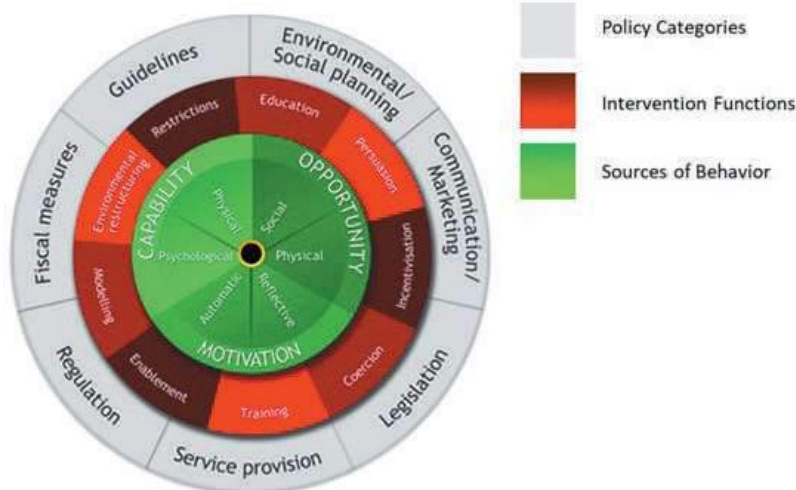 Guidelines
Environmental/
Social planning
Communication/
Marketing
Legislation
Service provision
Regulation
Fiscal measures
Restrictions
Education
Persuation
Incentivisation
Coercion
Training
Enablement
Modelling
Environmental
restructuring
CAPABILITY
OPPORTUNITY
MOTIVATION
Physical
Social
Physical
Reflective
Automatic
Psychological
Policy Categories
Intervention Functions
Sources of Behavior